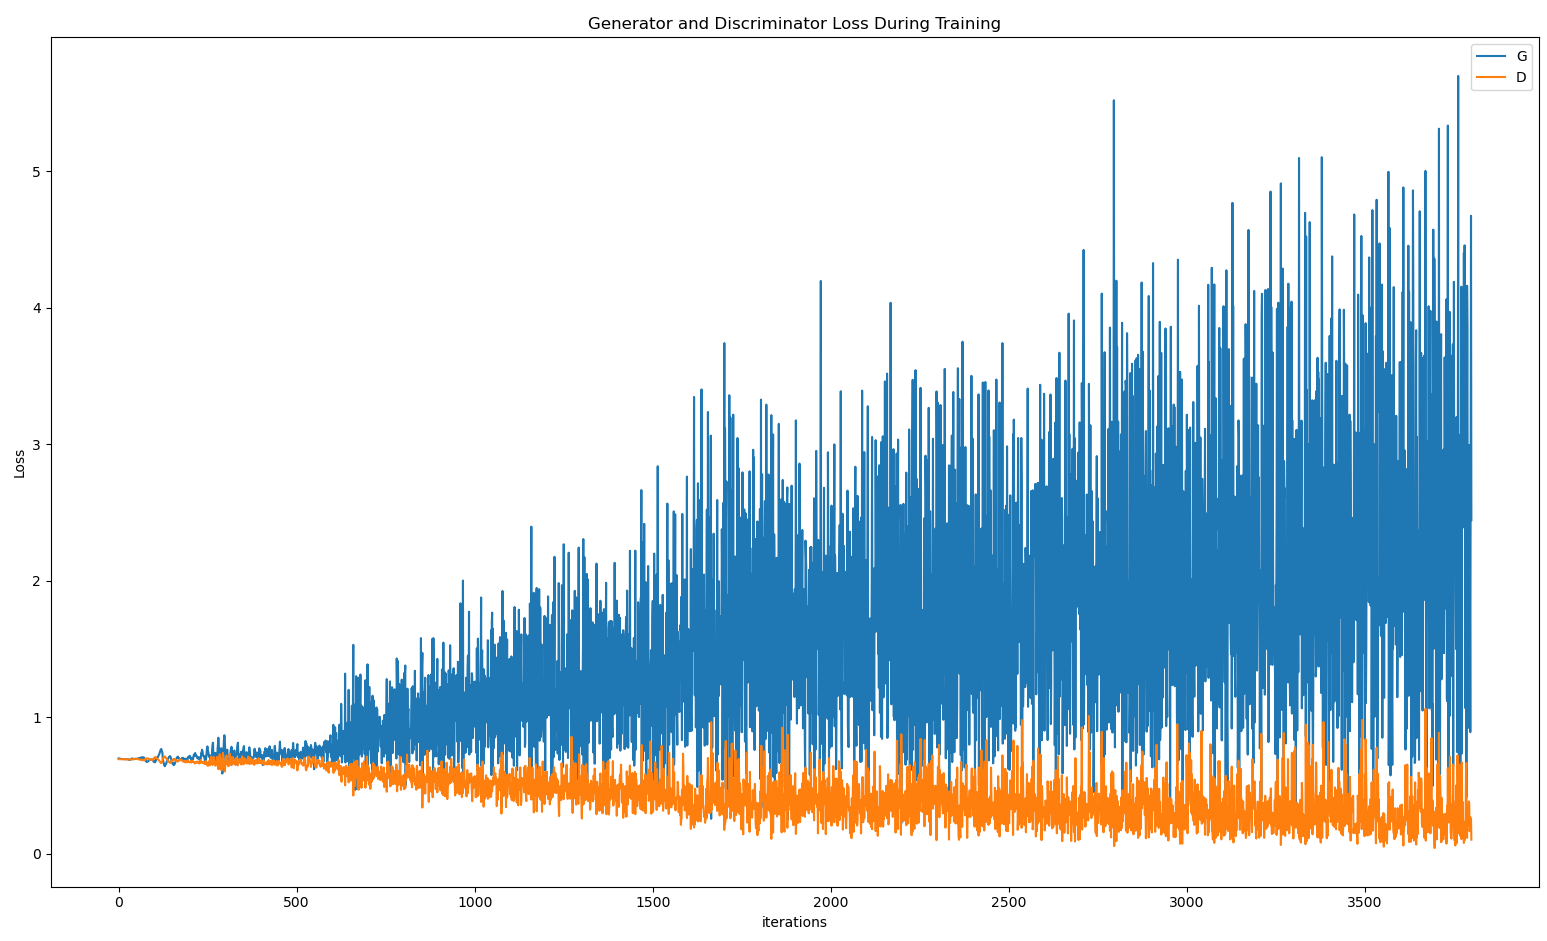 Generator and Discriminator Loss During Training
G
D
Loss
5
4
3
2
1
0
0 500 1000 1500 2000 2500 3000 3500
iterations